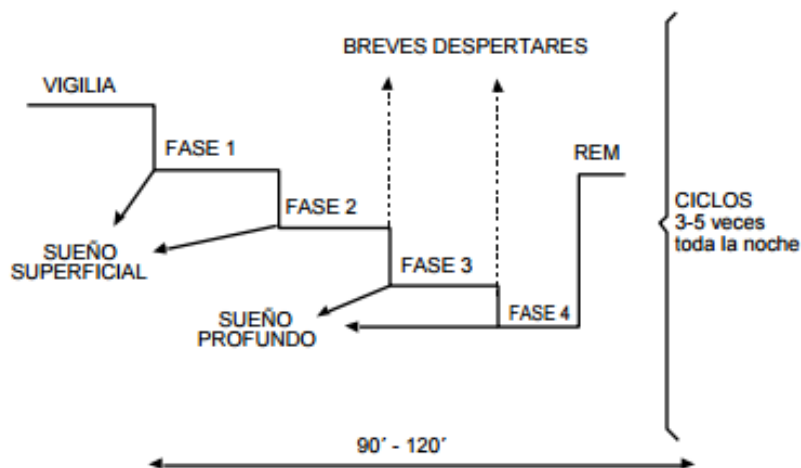 BREVES DESPERTARES
VIGILIA
FASE 1
REM
CICLOS
3-5 veces
toda la noche
FASE 2
SUEÑO
SUPERFICIAL
FASE 3
SUEÑO
PROFUNDO
FASE 4
90´ - 120´